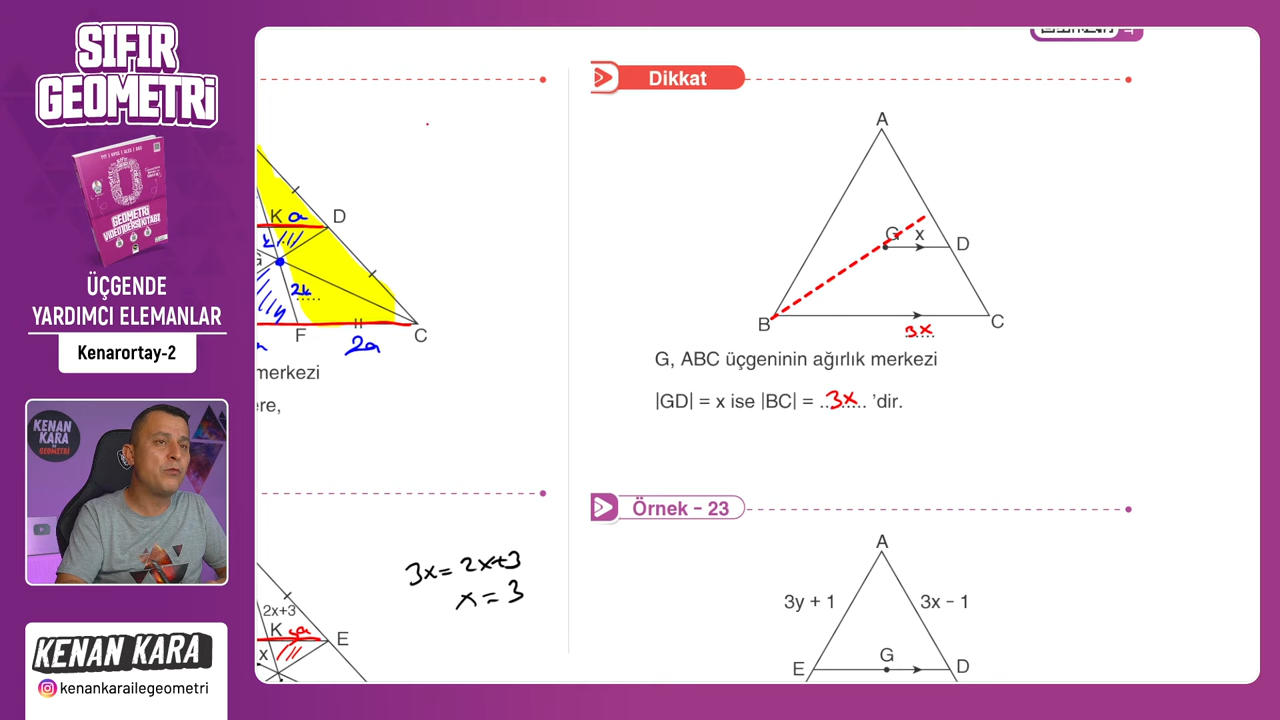 SIFIR
GEOMETRİ
GEOMETRİ
VİDEO DERS KİTABI
ÜÇGENDE
YARDIMCI ELEMANLAR
Kenarortay-2
KENAN
KARA
GEOMETRİ
KENAN KARA
kenankarailegeometri
K a D
2k
F C
2a
merkezi
re,
3x = 2x+3
x = 3
2x+3
K 3a E
x
Dikkat
A
G x D
B C
3x
G, ABC üçgeninin ağırlık merkezi
|GD| = x ise |BC| = ..3x.... 'dir.
Örnek - 23
A
3y + 1 3x − 1
G
E D